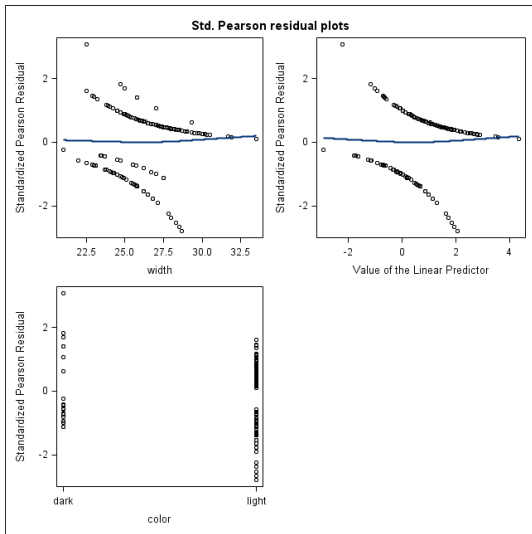 Std. Pearson residual plots
Standardized Pearson Residual
2
0
-2
22.5 25.0 27.5 30.0 32.5
width
Standardized Pearson Residual
2
0
-2
-2 0 2 4
Value of the Linear Predictor
Standardized Pearson Residual
2
0
-2
dark light
color